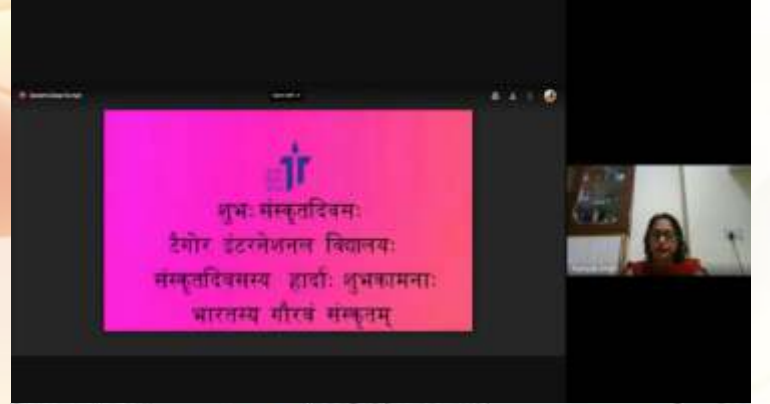 शुभः संस्कृतदिवसः
टैगोर इंटरनेशनल विद्यालयः
संस्कृतदिवसस्य हार्दाः शुभकामनाः
भारतस्य गौरवं संस्कृतम्